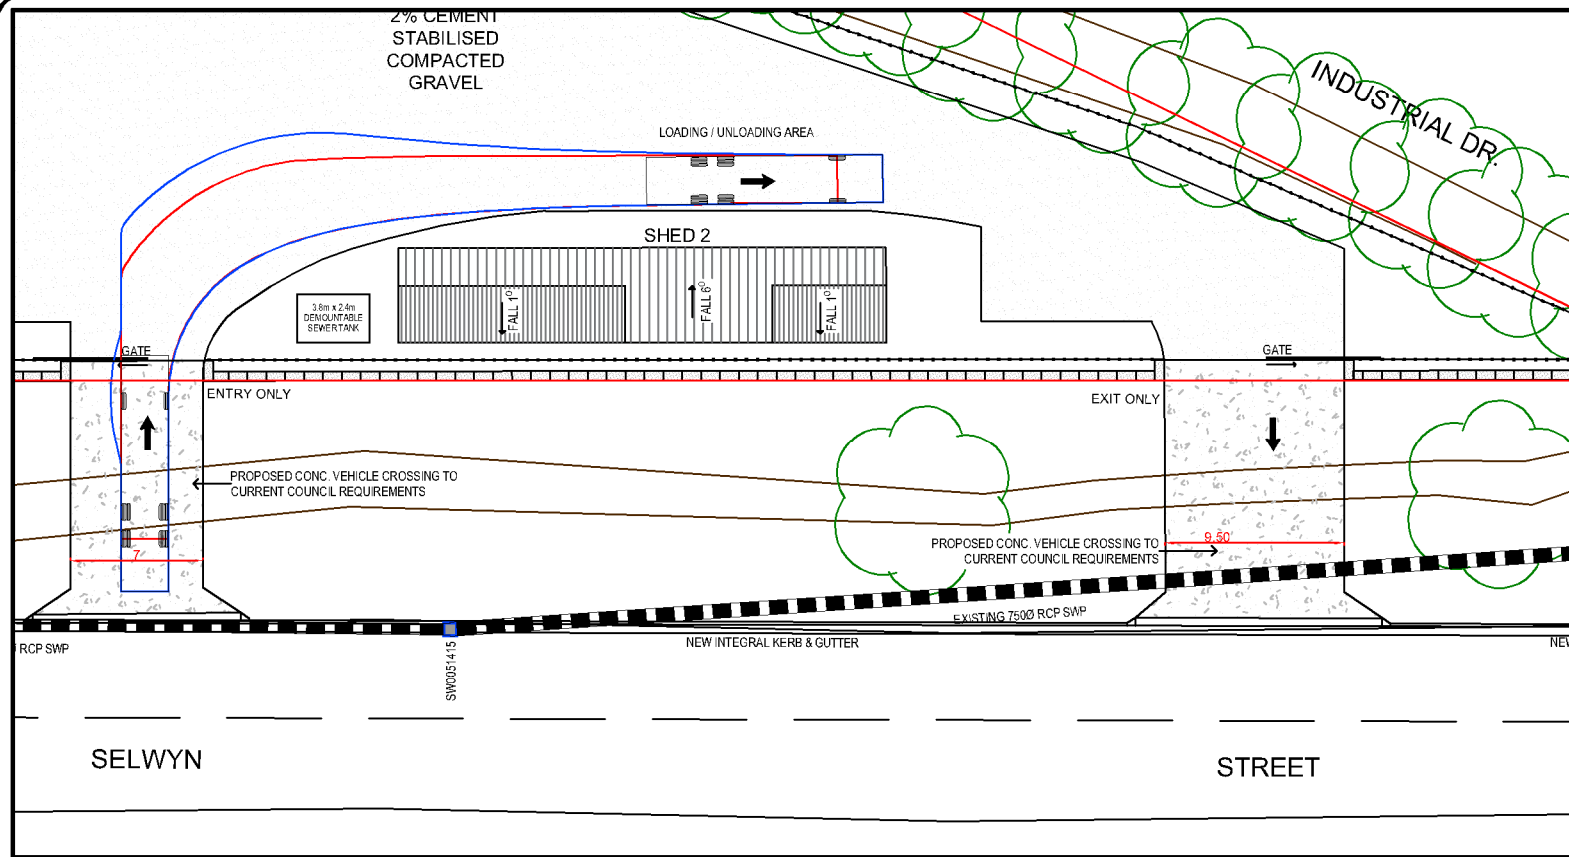 2% CEMENT
STABILISED
COMPACTED
GRAVEL
INDUSTRIAL DR.
LOADING / UNLOADING AREA
SHED 2
3.8m x 2.4m
DEMOUNTABLE
SEWER TANK
FALL 1°
FALL 6°
FALL 1°
GATE
GATE
ENTRY ONLY
EXIT ONLY
PROPOSED CONC. VEHICLE CROSSING TO
CURRENT COUNCIL REQUIREMENTS
PROPOSED CONC. VEHICLE CROSSING TO
CURRENT COUNCIL REQUIREMENTS
7
9.50
EXISTING 750Ø RCP SWP
NEW INTEGRAL KERB & GUTTER
RCP SWP
NEW
SW0051415
SELWYN
STREET